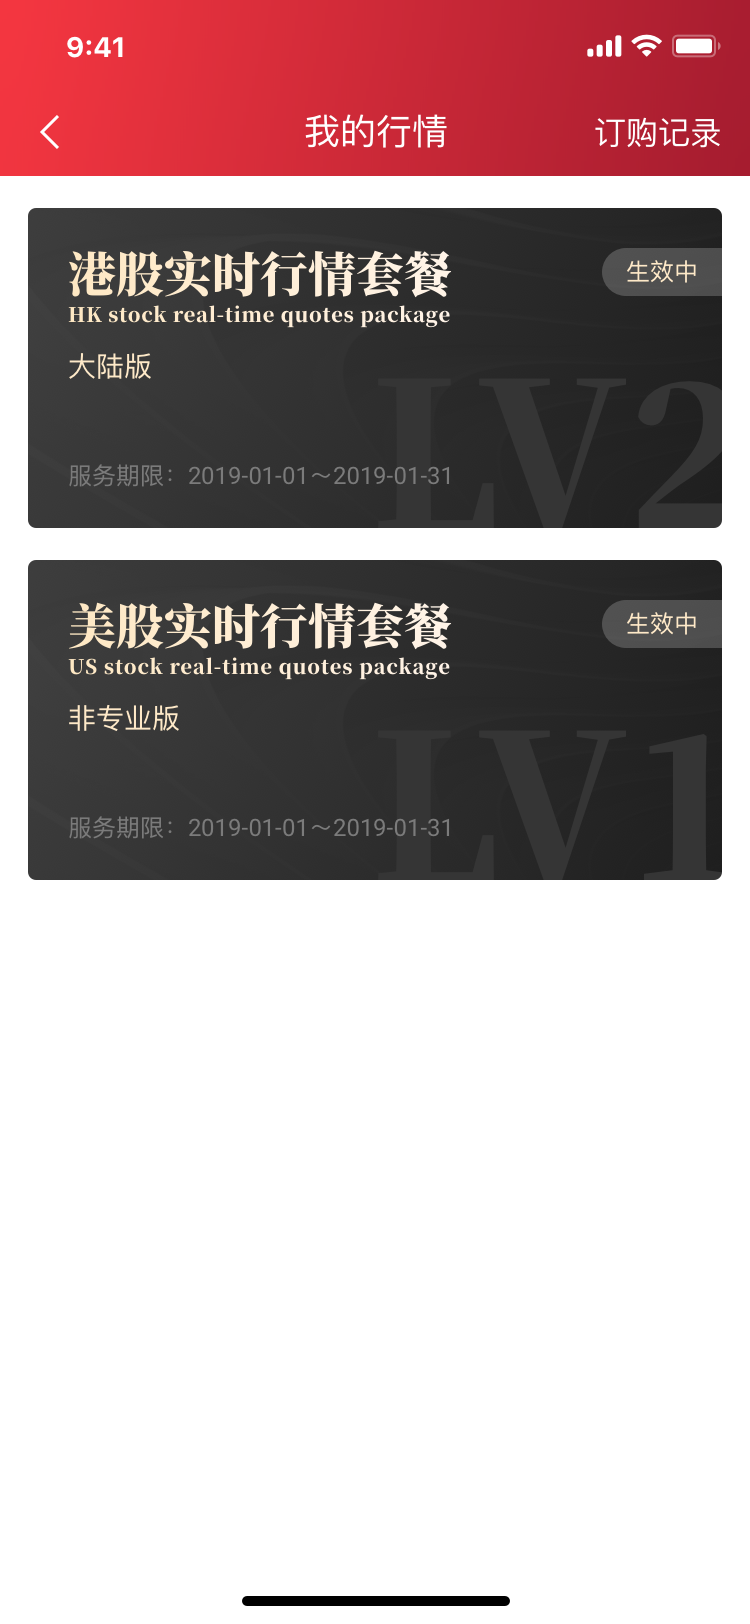 9:41
我的行情
订购记录
港股实时行情套餐
生效中
HK stock real-time quotes package
大陆版
LV2
服务期限：2019-01-01～2019-01-31
美股实时行情套餐
生效中
US stock real-time quotes package
非专业版
LV1
服务期限：2019-01-01～2019-01-31